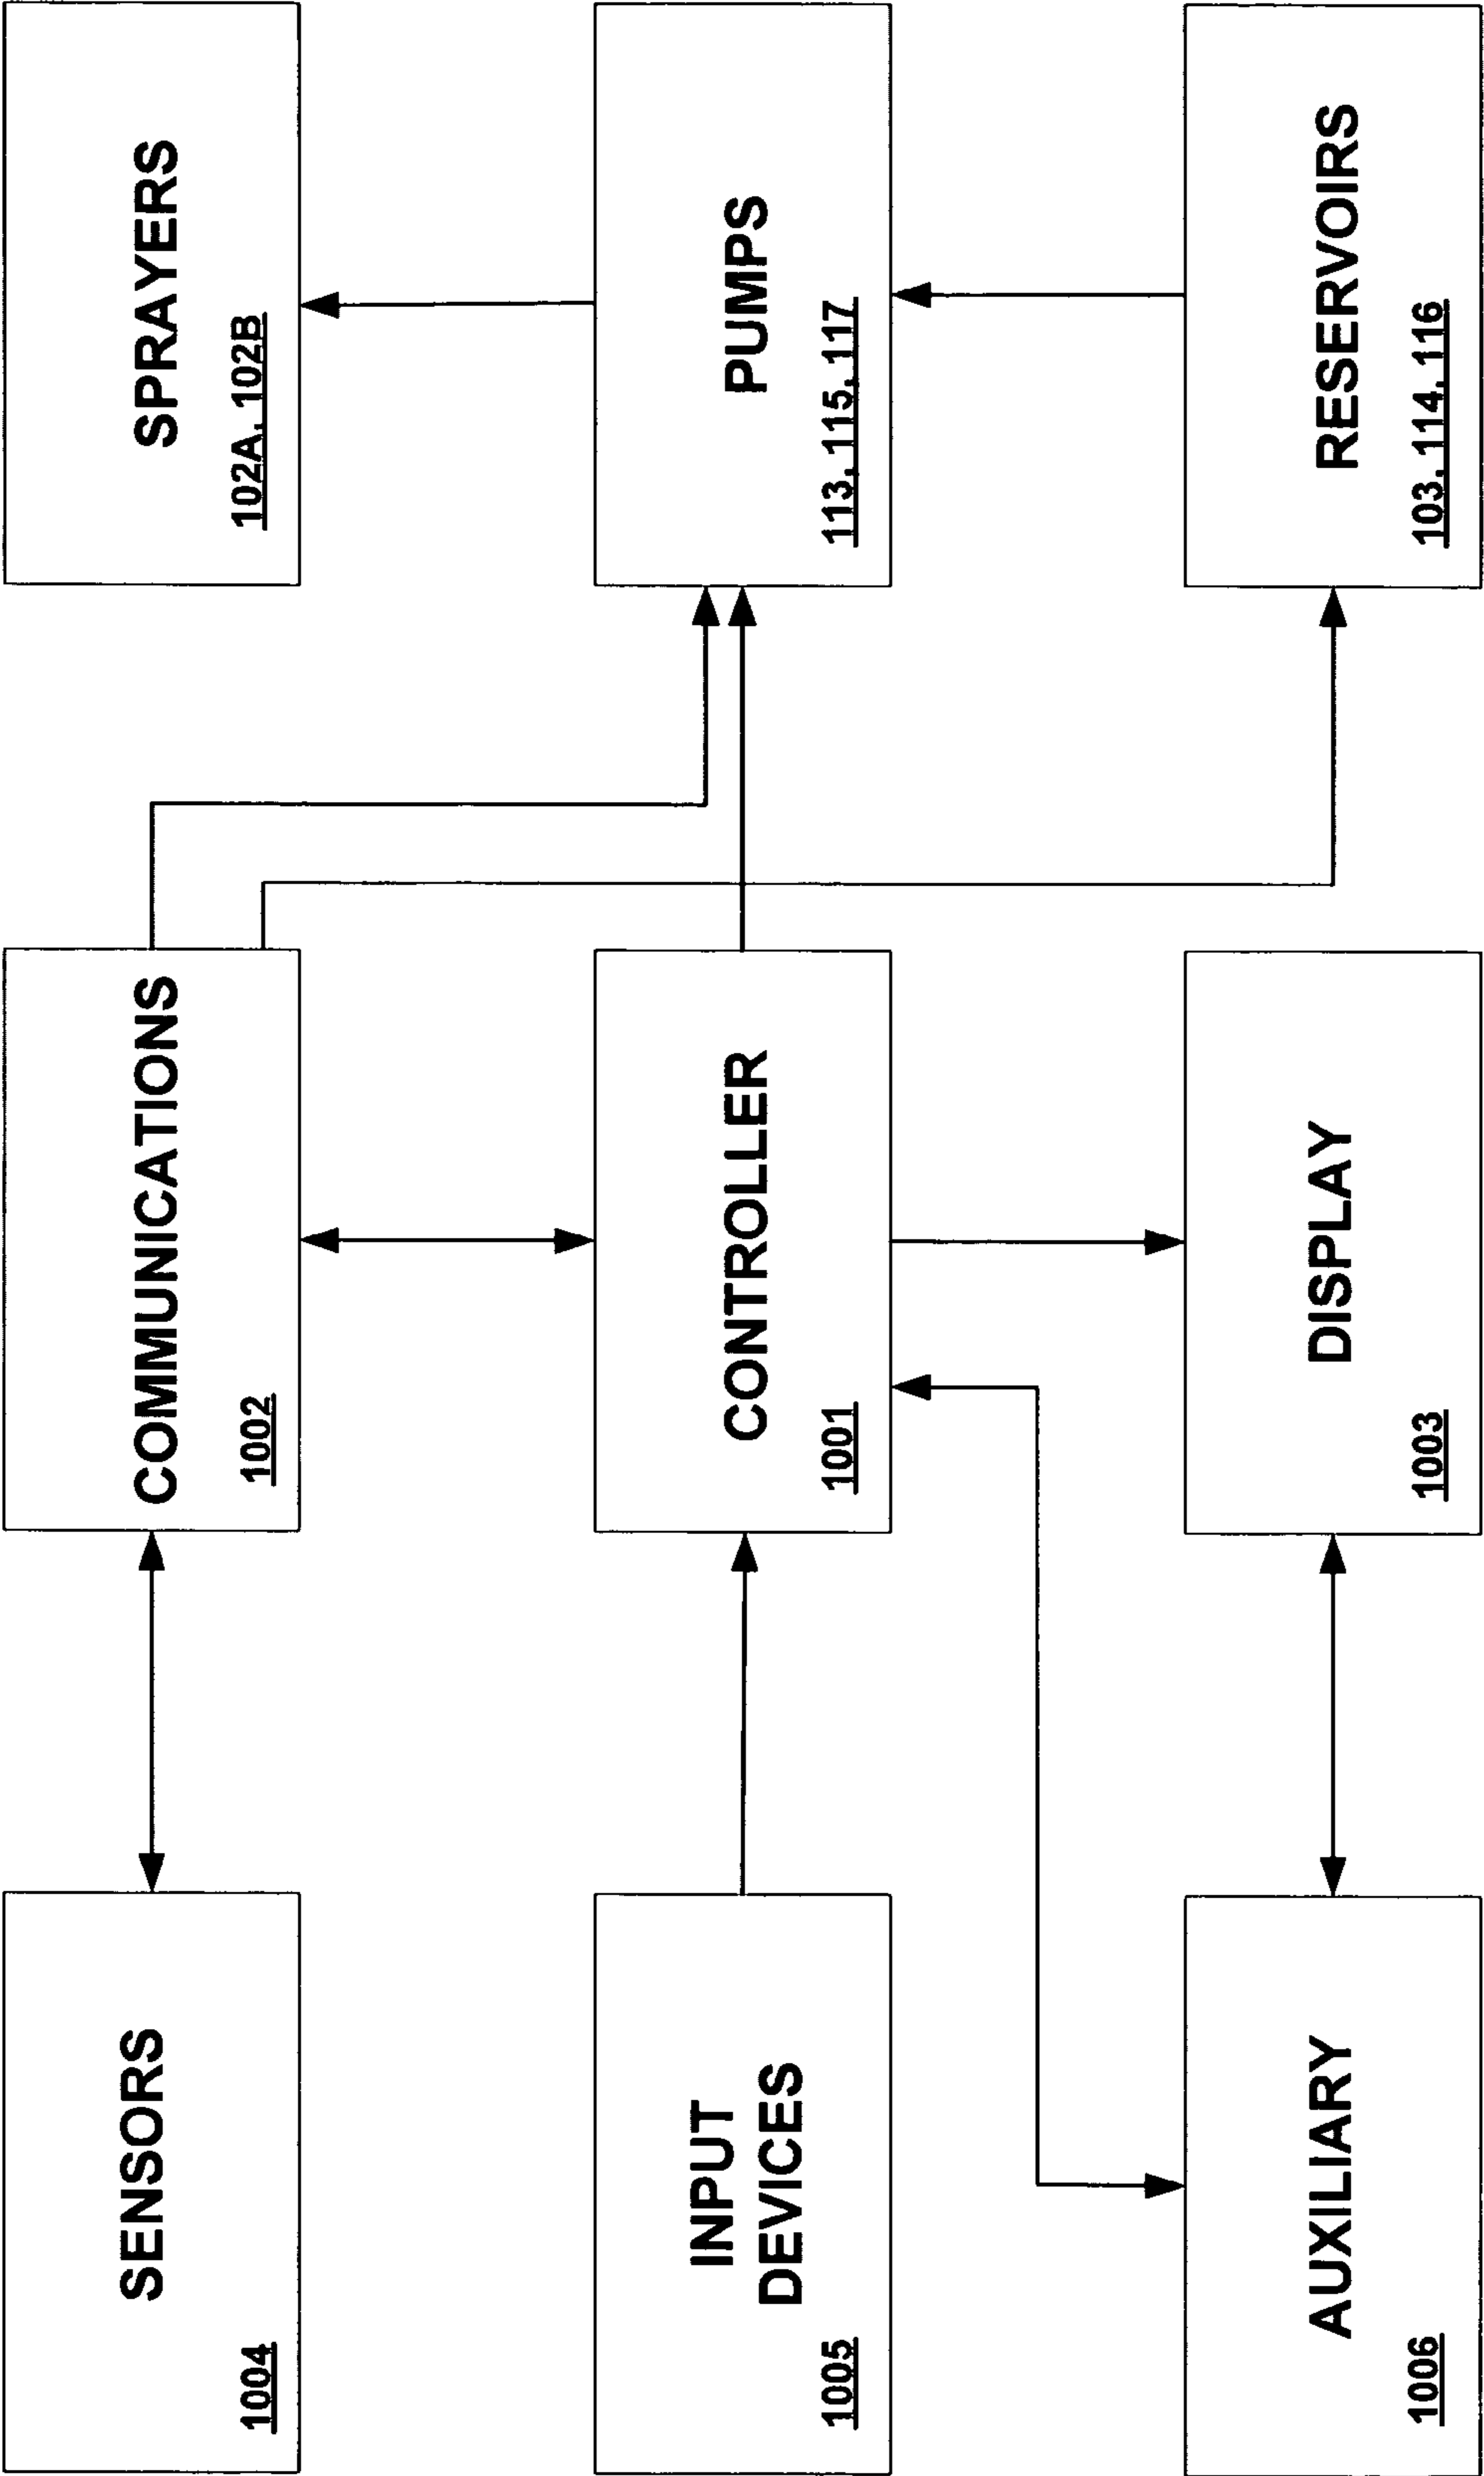 SENSORS
1004
COMMUNICATIONS
1002
SPRAYERS
102A, 102B
INPUT
DEVICES
1005
CONTROLLER
1001
PUMPS
113, 115, 117
AUXILIARY
1006
DISPLAY
1003
RESERVOIRS
103, 114, 116